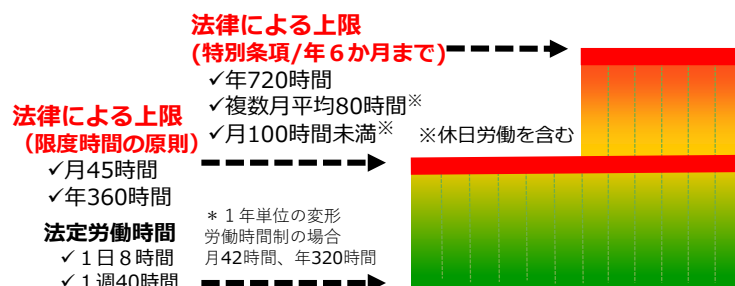 法律による上限
(特別条項/年６か月まで)
✓年720時間
✓複数月平均80時間※
✓月100時間未満※ ※休日労働を含む
法律による上限
（限度時間の原則）
✓月45時間
✓年360時間
法定労働時間
✓１日８時間
✓１週40時間
＊１年単位の変形
労働時間制の場合
月42時間、年320時間